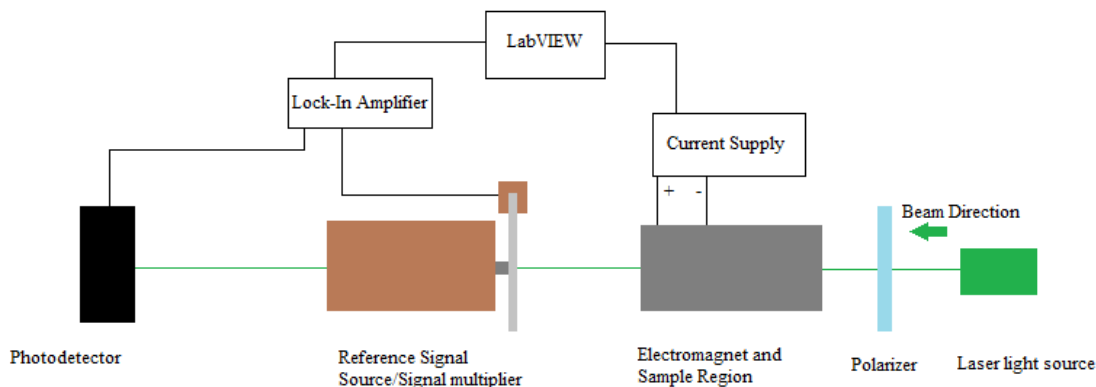 LabVIEW
Lock-In Amplifier
Current Supply
+ -
Beam Direction
Photodetector
Reference Signal
Source/Signal multiplier
Electromagnet and
Sample Region
Polarizer
Laser light source